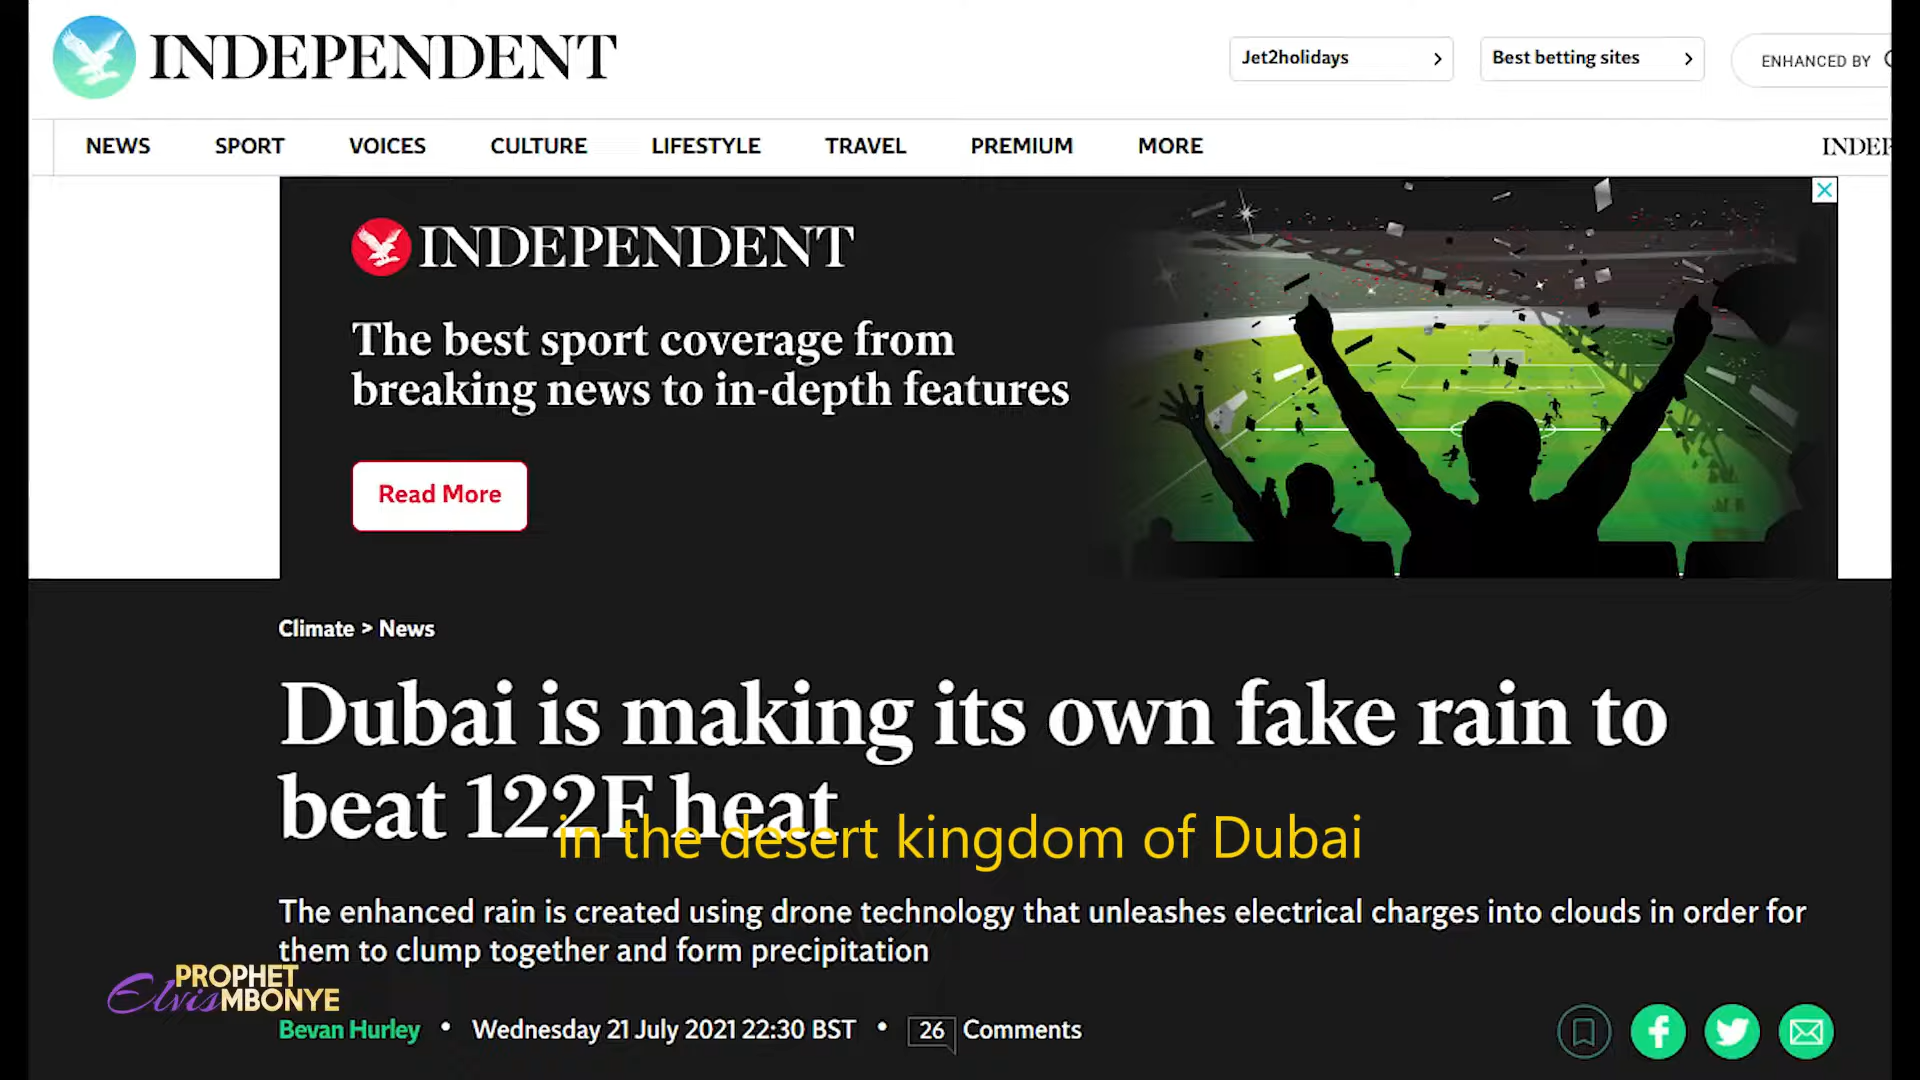 INDEPENDENT
Jet2holidays
Best betting sites
ENHANCED BY
NEWS SPORT VOICES CULTURE LIFESTYLE TRAVEL PREMIUM MORE
INDEPENDENT
The best sport coverage from
breaking news to in-depth features
Read More
Climate > News
Dubai is making its own fake rain to
beat 122F heat
in the desert kingdom of Dubai
The enhanced rain is created using drone technology that unleashes electrical charges into clouds in order for
them to clump together and form precipitation
PROPHET
Elvis MBONYE
Bevan Hurley • Wednesday 21 July 2021 22:30 BST • 26 Comments